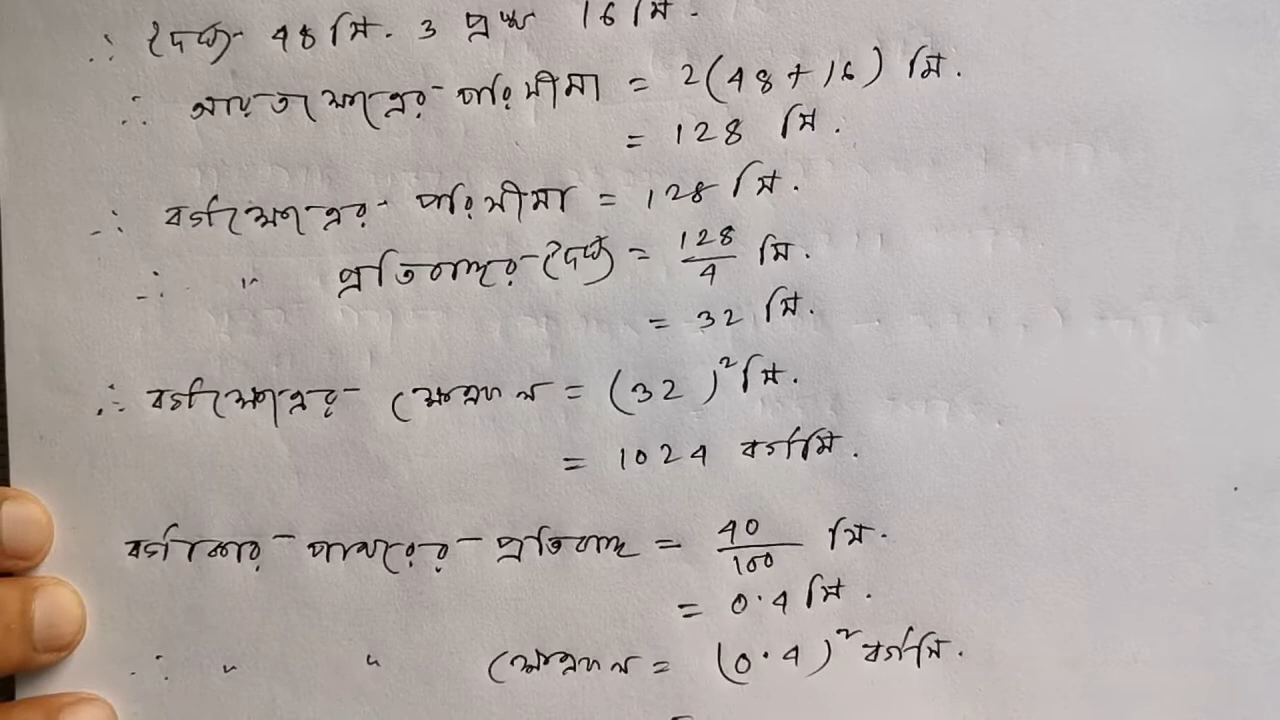 ∴ দৈর্ঘ্য 48 মি. ও প্রস্থ 16 মি.
∴ আয়তক্ষেত্রের পরিসীমা = 2(48+16) মি.
= 128 মি.
∴ বর্গক্ষেত্রের পরিসীমা = 128 মি.
∴ " প্রতিবাহুর দৈর্ঘ্য = 128/4 মি.
= 32 মি.
∴ বর্গক্ষেত্রের ক্ষেত্রফল = (32)² মি.
= 1024 বর্গমি.
বর্গাকার পাথরের প্রতিবাহু = 40/100 মি.
= 0.4 মি.
∴ " " ক্ষেত্রফল = (0.4)² বর্গমি.